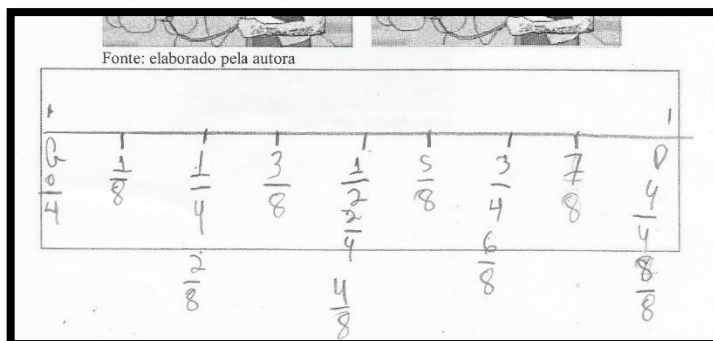 Fonte: elaborado pela autora
G 1/8 1/4 3/8 1/2 5/8 3/4 7/8 D
0/4 2/8 2/4 6/8 4/4
4/8 8/8